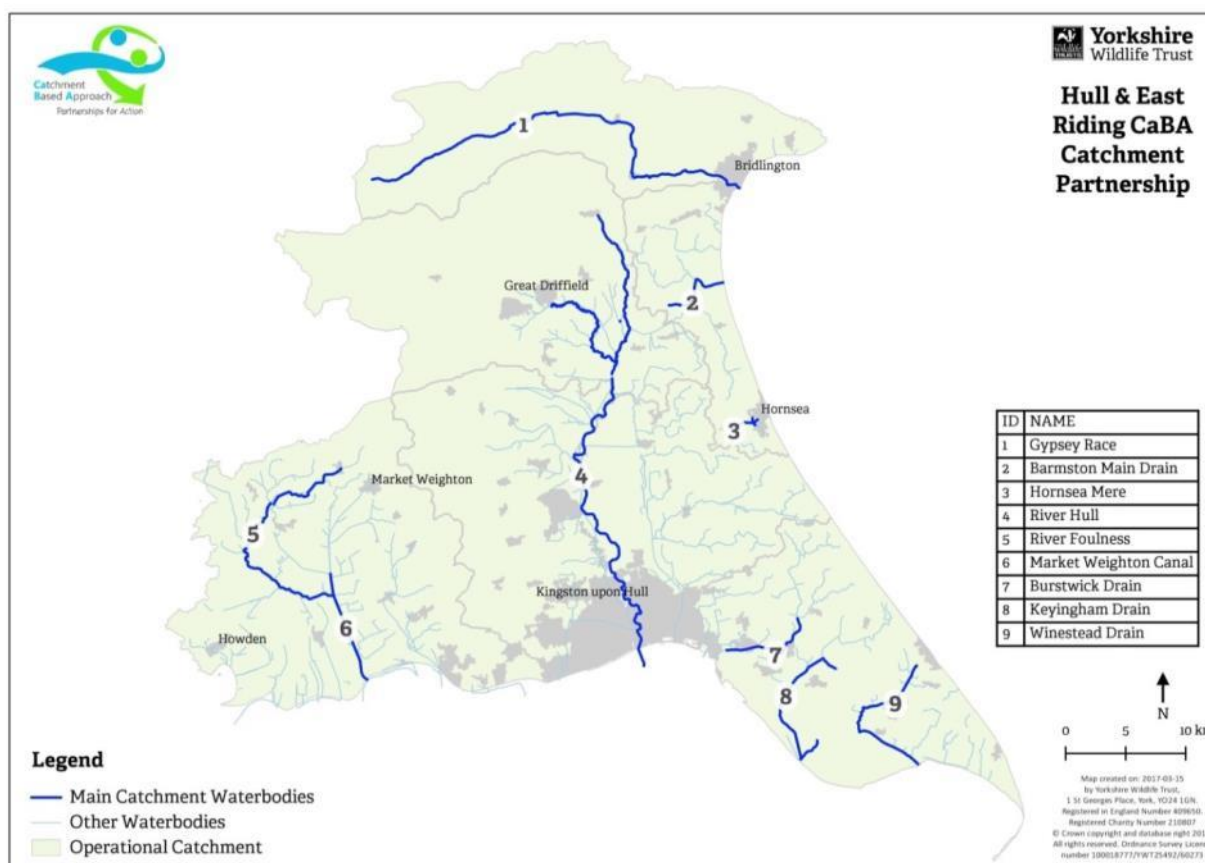 Catchment
Based Approach
Partnerships for Action
Yorkshire
Wildlife Trust
Hull & East
Riding CaBA
Catchment
Partnership
1
Bridlington
Great Driffield
2
Hornsea
3
4
Market Weighton
5
Kingston upon Hull
6
Howden
7
8
9
ID NAME
1 Gypsey Race
2 Barmston Main Drain
3 Hornsea Mere
4 River Hull
5 River Foulness
6 Market Weighton Canal
7 Burstwick Drain
8 Keyingham Drain
9 Winestead Drain
N
0 5 10 km
Legend
Main Catchment Waterbodies
Other Waterbodies
Operational Catchment
Map created on: 2017-03-15
by Yorkshire Wildlife Trust,
1 St Georges Place, York, YO24 1GN.
Registered in England Number 409650.
Registered Charity Number 210807
© Crown copyright and database right
All rights reserved. Ordnance Survey
number 100018777/YWT25492/60273